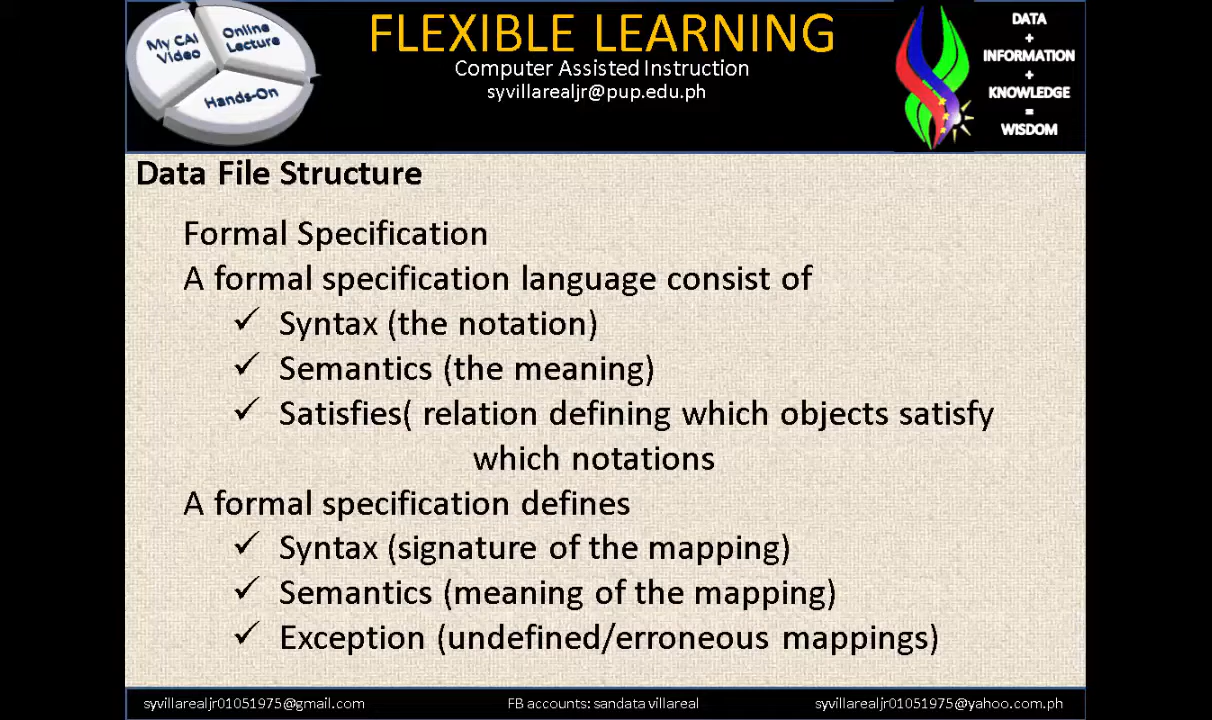 My CAI
Video
Online
Lecture
Hands-On
FLEXIBLE LEARNING
Computer Assisted Instruction
syvillarealjr@pup.edu.ph
DATA
+
INFORMATION
+
KNOWLEDGE
=
WISDOM
Data File Structure
Formal Specification
A formal specification language consist of
✓ Syntax (the notation)
✓ Semantics (the meaning)
✓ Satisfies( relation defining which objects satisfy
which notations
A formal specification defines
✓ Syntax (signature of the mapping)
✓ Semantics (meaning of the mapping)
✓ Exception (undefined/erroneous mappings)
syvillarealjr01051975@gmail.com
FB accounts: sandata villareal
syvillarealjr01051975@yahoo.com.ph